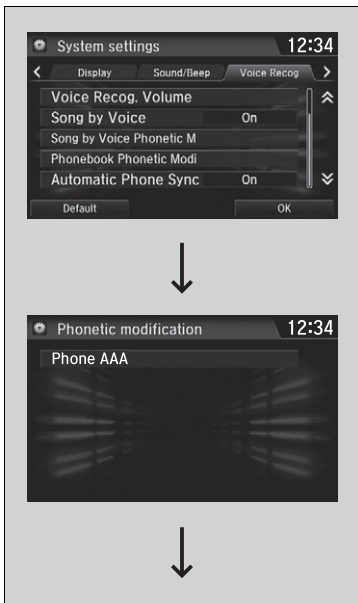 System settings 12:34
Display Sound/Beep Voice Recog
Voice Recog. Volume
Song by Voice On
Song by Voice Phonetic M
Phonebook Phonetic Modi
Automatic Phone Sync On
Default OK
Phonetic modification 12:34
Phone AAA